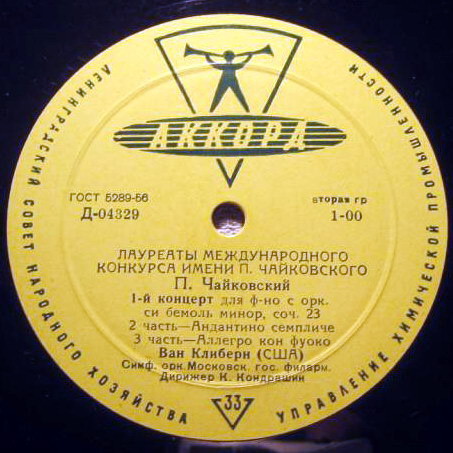 ЛЕНИНГРАДСКИЙ СОВЕТ НАРОДНОГО ХОЗЯЙСТВА
УПРАВЛЕНИЕ ХИМИЧЕСКОЙ ПРОМЫШЛЕННОСТИ
АККОРД
ГОСТ 5289-56 вторая гр
Д-04329 1-00
ЛАУРЕАТЫ МЕЖДУНАРОДНОГО
КОНКУРСА ИМЕНИ П. ЧАЙКОВСКОГО
П. Чайковский
1-й концерт для ф-но с орк.
си бемоль минор, соч. 23
2 часть—Андантино семпличе
3 часть—Аллегро кон фуоко
Ван Клиберн (США)
Симф. орк. Московск. гос. филарм.
Дирижер К. Кондрашин
33